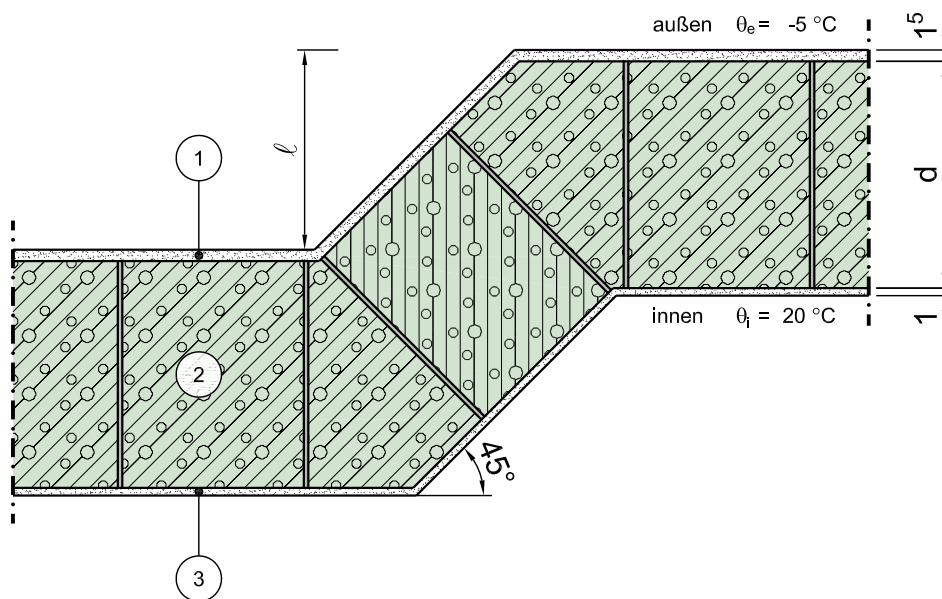 außen θe = -5 °C
1⁵
ℓ
1
d
innen θi = 20 °C
1
2
45°
3